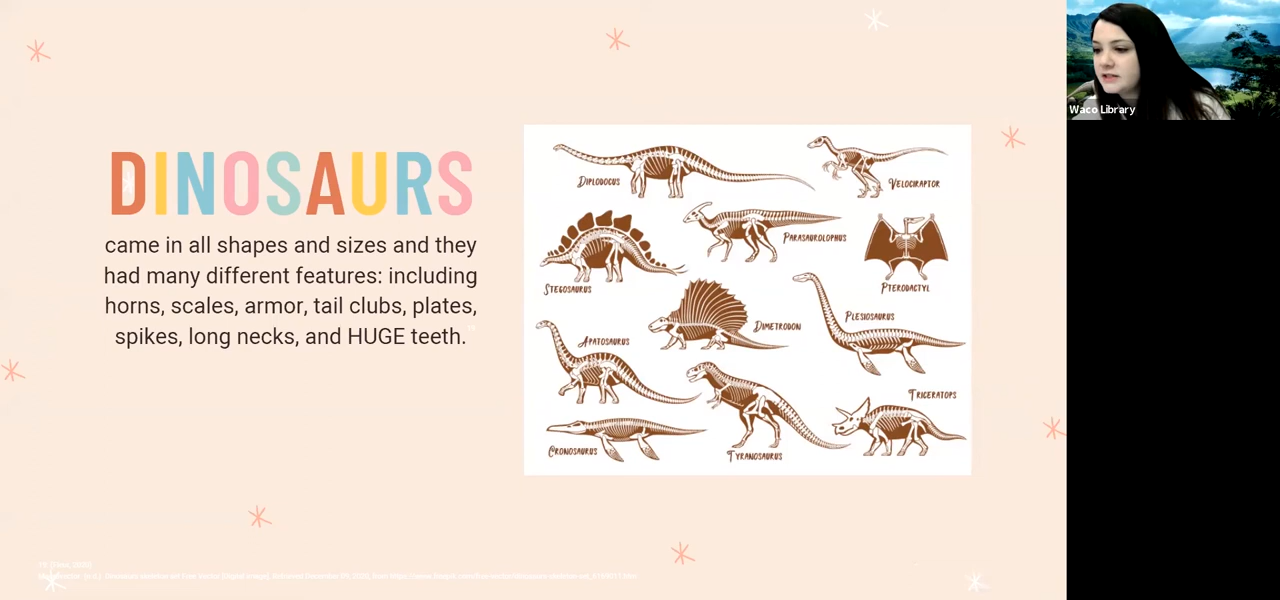 Waco Library
DINOSAURS
came in all shapes and sizes and they
had many different features: including
horns, scales, armor, tail clubs, plates,
spikes, long necks, and HUGE teeth.
DIPLODOCUS
VELOCIRAPTOR
PARASAUROLOPHUS
STEGOSAURUS
PTERODACTYL
DIMETRODON
PLESIOSAURUS
APATOSAURUS
TRICERATOPS
CRONOSAURUS
TYRANOSAURUS